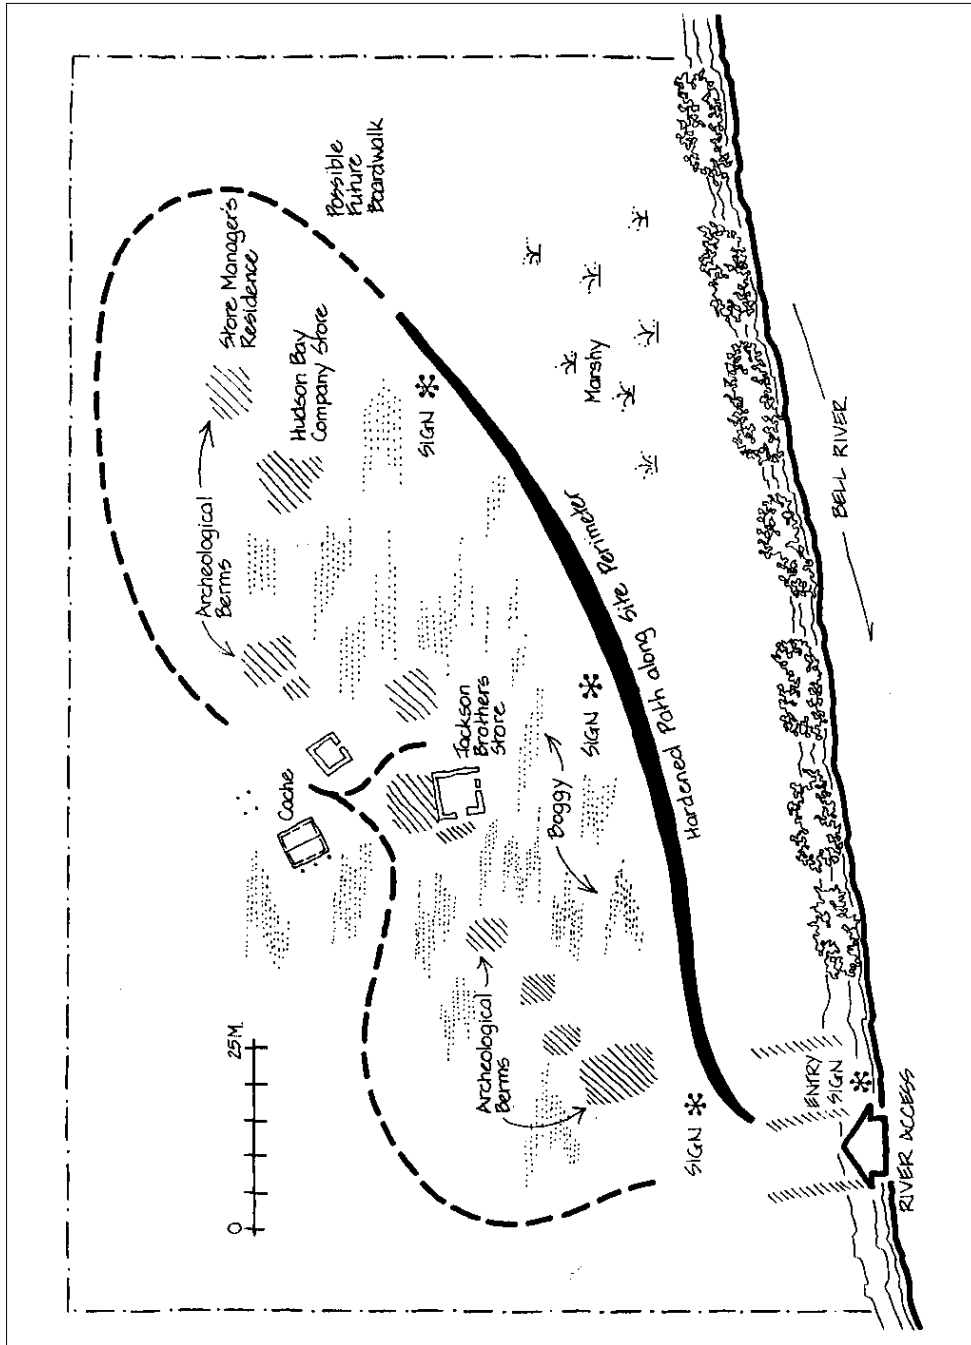 Possible
Future
Boardwalk
Store Manager's
Residence
Hudson Bay
Company Store
SIGN
Marshy
BELL RIVER
Archeological
Berms
Hardened Path along Site Perimeter
SIGN
Jackson
Brothers
Store
Boggy
Cache
Archeological
Berms
0
25 M.
SIGN
ENTRY
SIGN
RIVER ACCESS